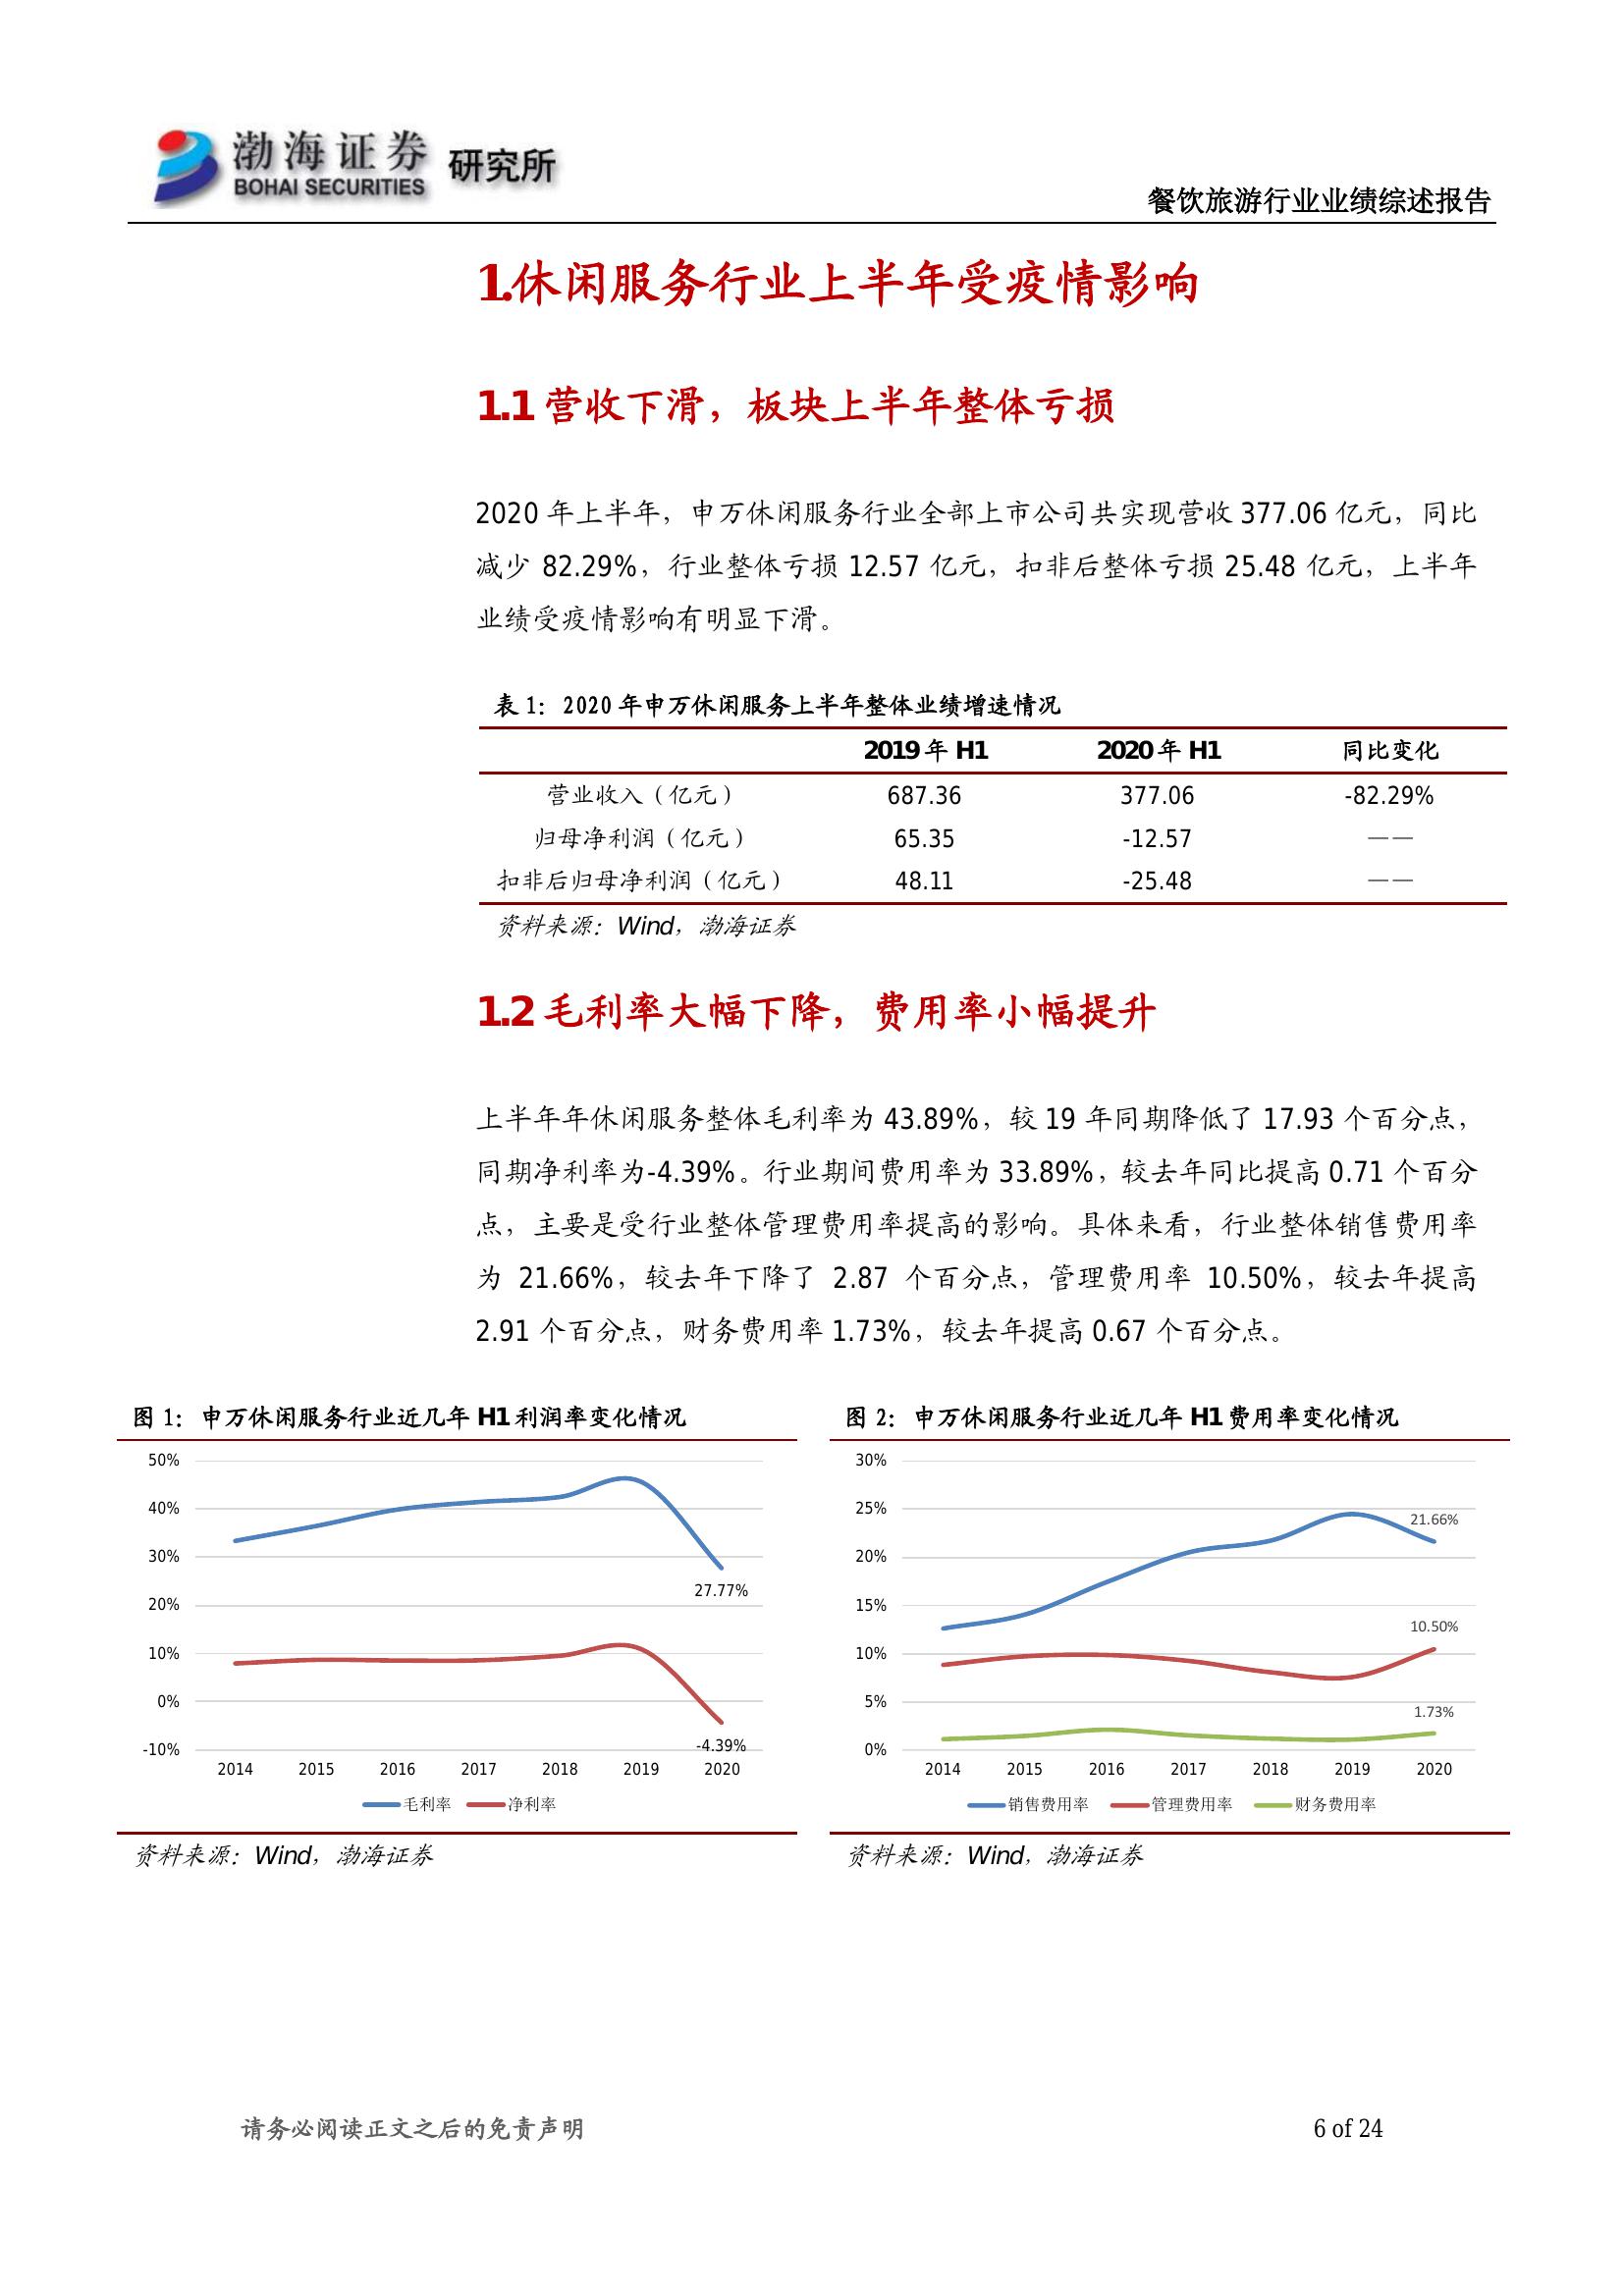 渤海证券 研究所
BOHAI SECURITIES
餐饮旅游行业业绩综述报告
1.休闲服务行业上半年受疫情影响
1.1 营收下滑，板块上半年整体亏损
2020 年上半年，申万休闲服务行业全部上市公司共实现营收 377.06 亿元，同比
减少 82.29%，行业整体亏损 12.57 亿元，扣非后整体亏损 25.48 亿元，上半年
业绩受疫情影响有明显下滑。
表 1：2020 年申万休闲服务上半年整体业绩增速情况
2019 年 H1 2020 年 H1 同比变化
营业收入（亿元） 687.36 377.06 -82.29%
归母净利润（亿元） 65.35 -12.57 ——
扣非后归母净利润（亿元） 48.11 -25.48 ——
资料来源：Wind，渤海证券
1.2 毛利率大幅下降，费用率小幅提升
上半年年休闲服务整体毛利率为 43.89%，较 19 年同期降低了 17.93 个百分点，
同期净利率为-4.39%。行业期间费用率为 33.89%，较去年同比提高 0.71 个百分
点，主要是受行业整体管理费用率提高的影响。具体来看，行业整体销售费用率
为 21.66%，较去年下降了 2.87 个百分点，管理费用率 10.50%，较去年提高
2.91 个百分点，财务费用率 1.73%，较去年提高 0.67 个百分点。
图 1：申万休闲服务行业近几年 H1 利润率变化情况
50%
40%
30%
27.77%
20%
10%
0%
-4.39%
-10%
2014 2015 2016 2017 2018 2019 2020
毛利率 净利率
资料来源：Wind，渤海证券
图 2：申万休闲服务行业近几年 H1 费用率变化情况
30%
25%
21.66%
20%
15%
10.50%
10%
5%
1.73%
0%
2014 2015 2016 2017 2018 2019 2020
销售费用率 管理费用率 财务费用率
资料来源：Wind，渤海证券
请务必阅读正文之后的免责声明 6 of 24